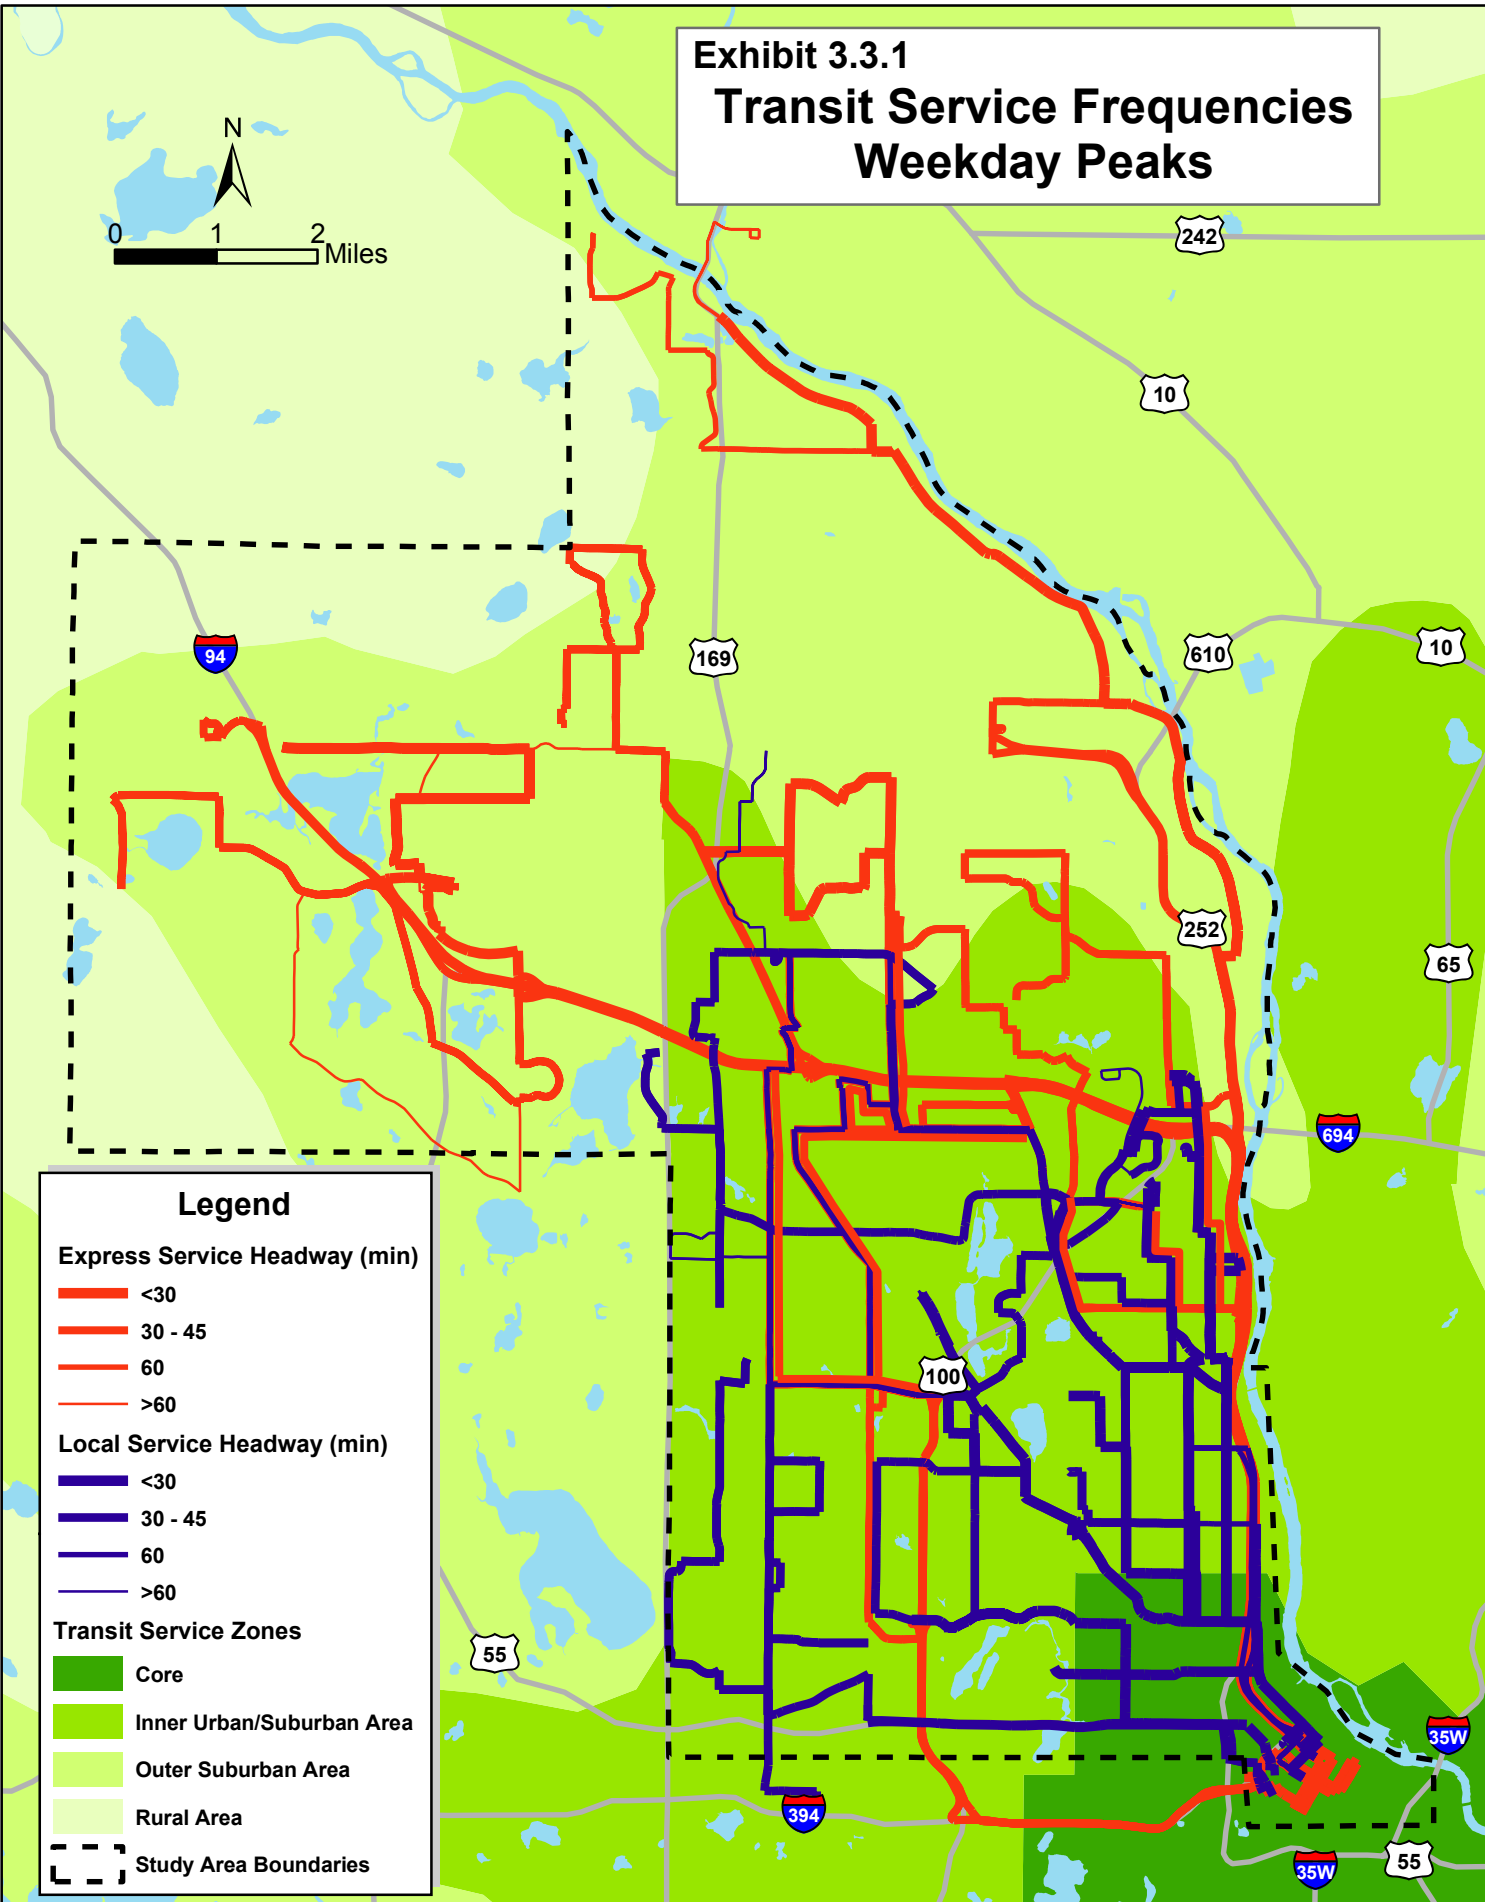 Exhibit 3.3.1
Transit Service Frequencies
Weekday Peaks
N
0 1 2
Miles
242
10
94
169
610
10
252
65
694
100
55
394
35W
35W
55
Legend
Express Service Headway (min)
<30
30 - 45
60
>60
Local Service Headway (min)
<30
30 - 45
60
>60
Transit Service Zones
Core
Inner Urban/Suburban Area
Outer Suburban Area
Rural Area
Study Area Boundaries